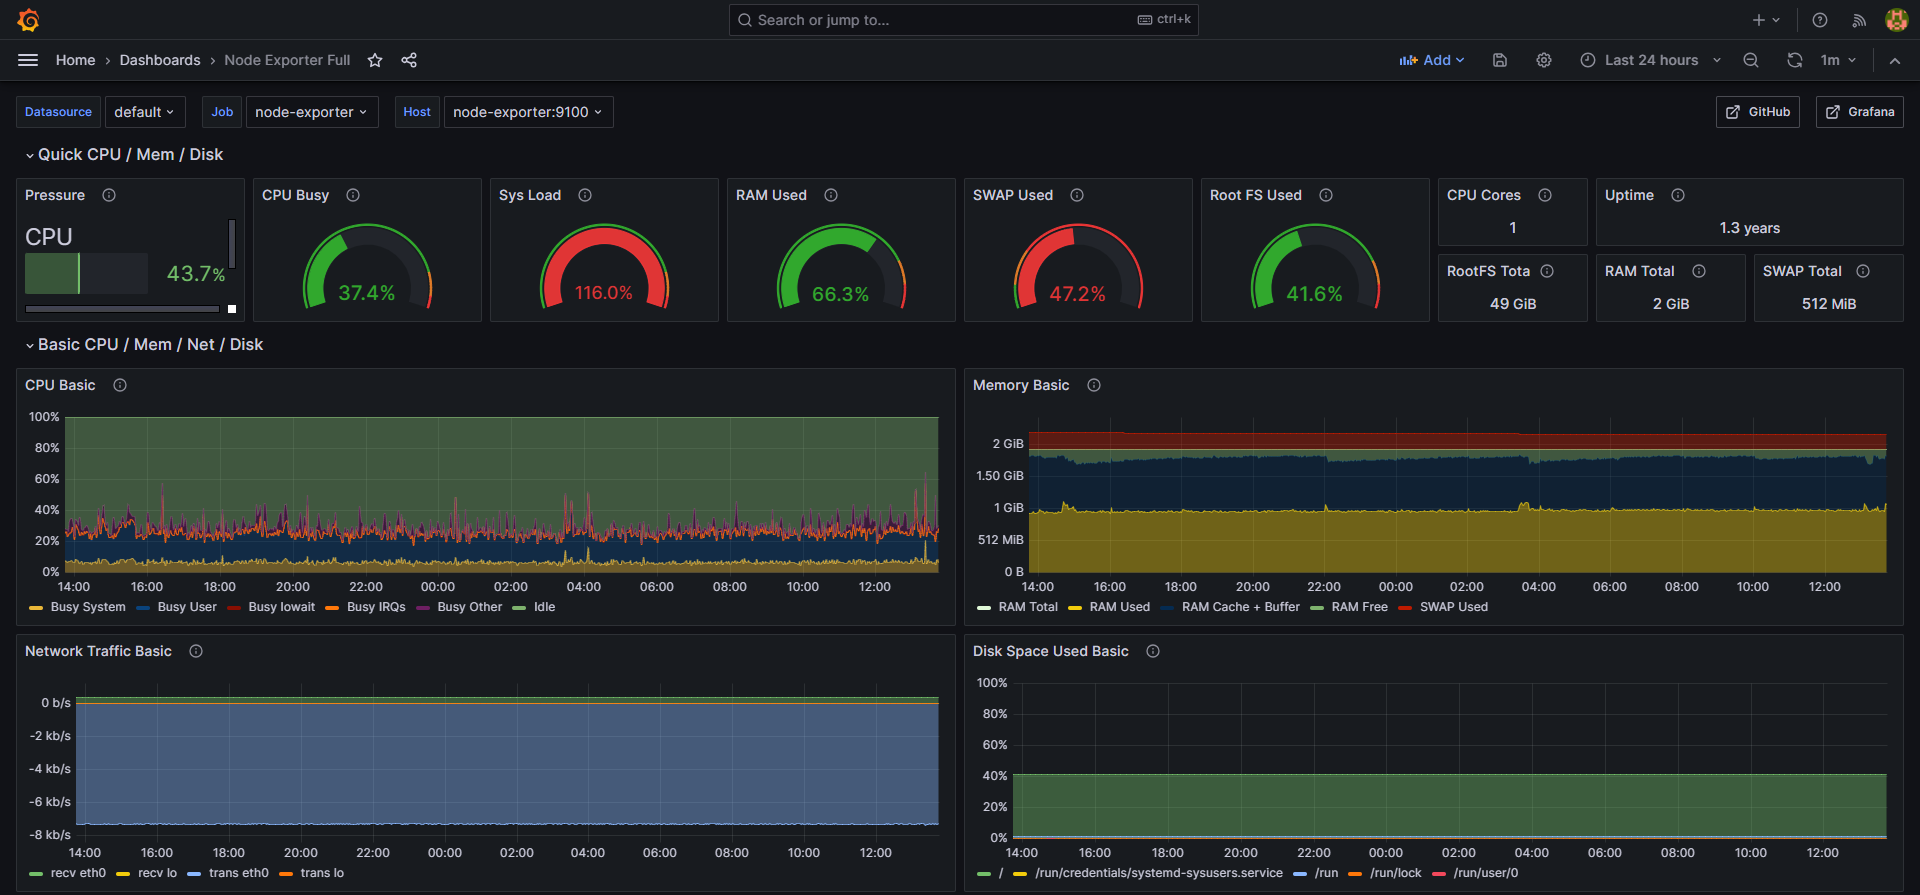 Search or jump to... ctrl+k
Home › Dashboards › Node Exporter Full Add Last 24 hours 1m
Datasource default Job node-exporter Host node-exporter:9100 GitHub Grafana
Quick CPU / Mem / Disk
Pressure
CPU
43.7%
CPU Busy
37.4%
Sys Load
116.0%
RAM Used
66.3%
SWAP Used
47.2%
Root FS Used
41.6%
CPU Cores
1
Uptime
1.3 years
RootFS Tota
49 GiB
RAM Total
2 GiB
SWAP Total
512 MiB
Basic CPU / Mem / Net / Disk
CPU Basic
100%
80%
60%
40%
20%
0%
14:00 16:00 18:00 20:00 22:00 00:00 02:00 04:00 06:00 08:00 10:00 12:00
Busy System Busy User Busy Iowait Busy IRQs Busy Other Idle
Memory Basic
2 GiB
1.50 GiB
1 GiB
512 MiB
0 B
14:00 16:00 18:00 20:00 22:00 00:00 02:00 04:00 06:00 08:00 10:00 12:00
RAM Total RAM Used RAM Cache + Buffer RAM Free SWAP Used
Network Traffic Basic
0 b/s
-2 kb/s
-4 kb/s
-6 kb/s
-8 kb/s
14:00 16:00 18:00 20:00 22:00 00:00 02:00 04:00 06:00 08:00 10:00 12:00
recv eth0 recv lo trans eth0 trans lo
Disk Space Used Basic
100%
80%
60%
40%
20%
0%
14:00 16:00 18:00 20:00 22:00 00:00 02:00 04:00 06:00 08:00 10:00 12:00
/ /run/credentials/systemd-sysusers.service /run /run/lock /run/user/0